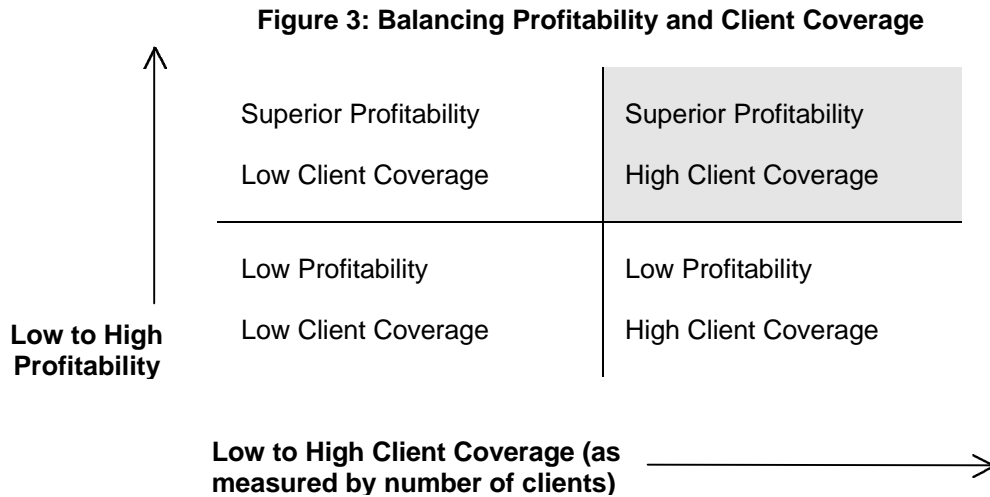 Figure 3: Balancing Profitability and Client Coverage
Superior Profitability
Low Client Coverage
Superior Profitability
High Client Coverage
Low Profitability
Low Client Coverage
Low Profitability
High Client Coverage
Low to High
Profitability
Low to High Client Coverage (as
measured by number of clients)